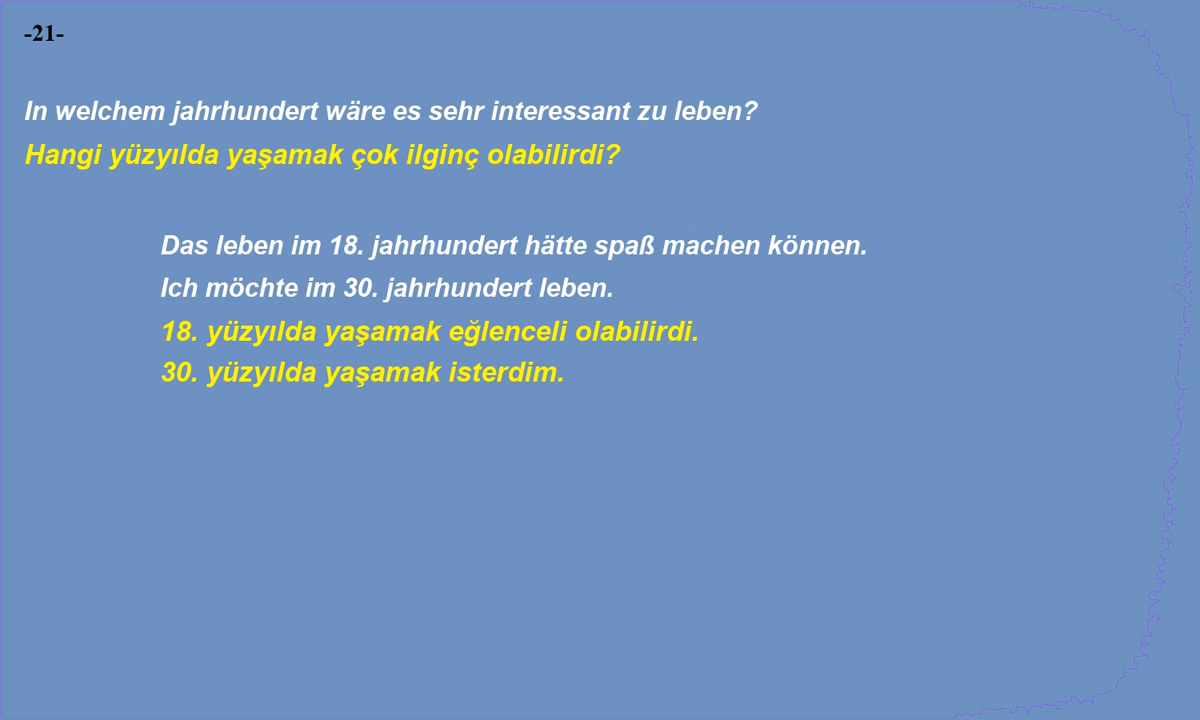 -21-
In welchem jahrhundert wäre es sehr interessant zu leben?
Hangi yüzyılda yaşamak çok ilginç olabilirdi?
Das leben im 18. jahrhundert hätte spaß machen können.
Ich möchte im 30. jahrhundert leben.
18. yüzyılda yaşamak eğlenceli olabilirdi.
30. yüzyılda yaşamak isterdim.